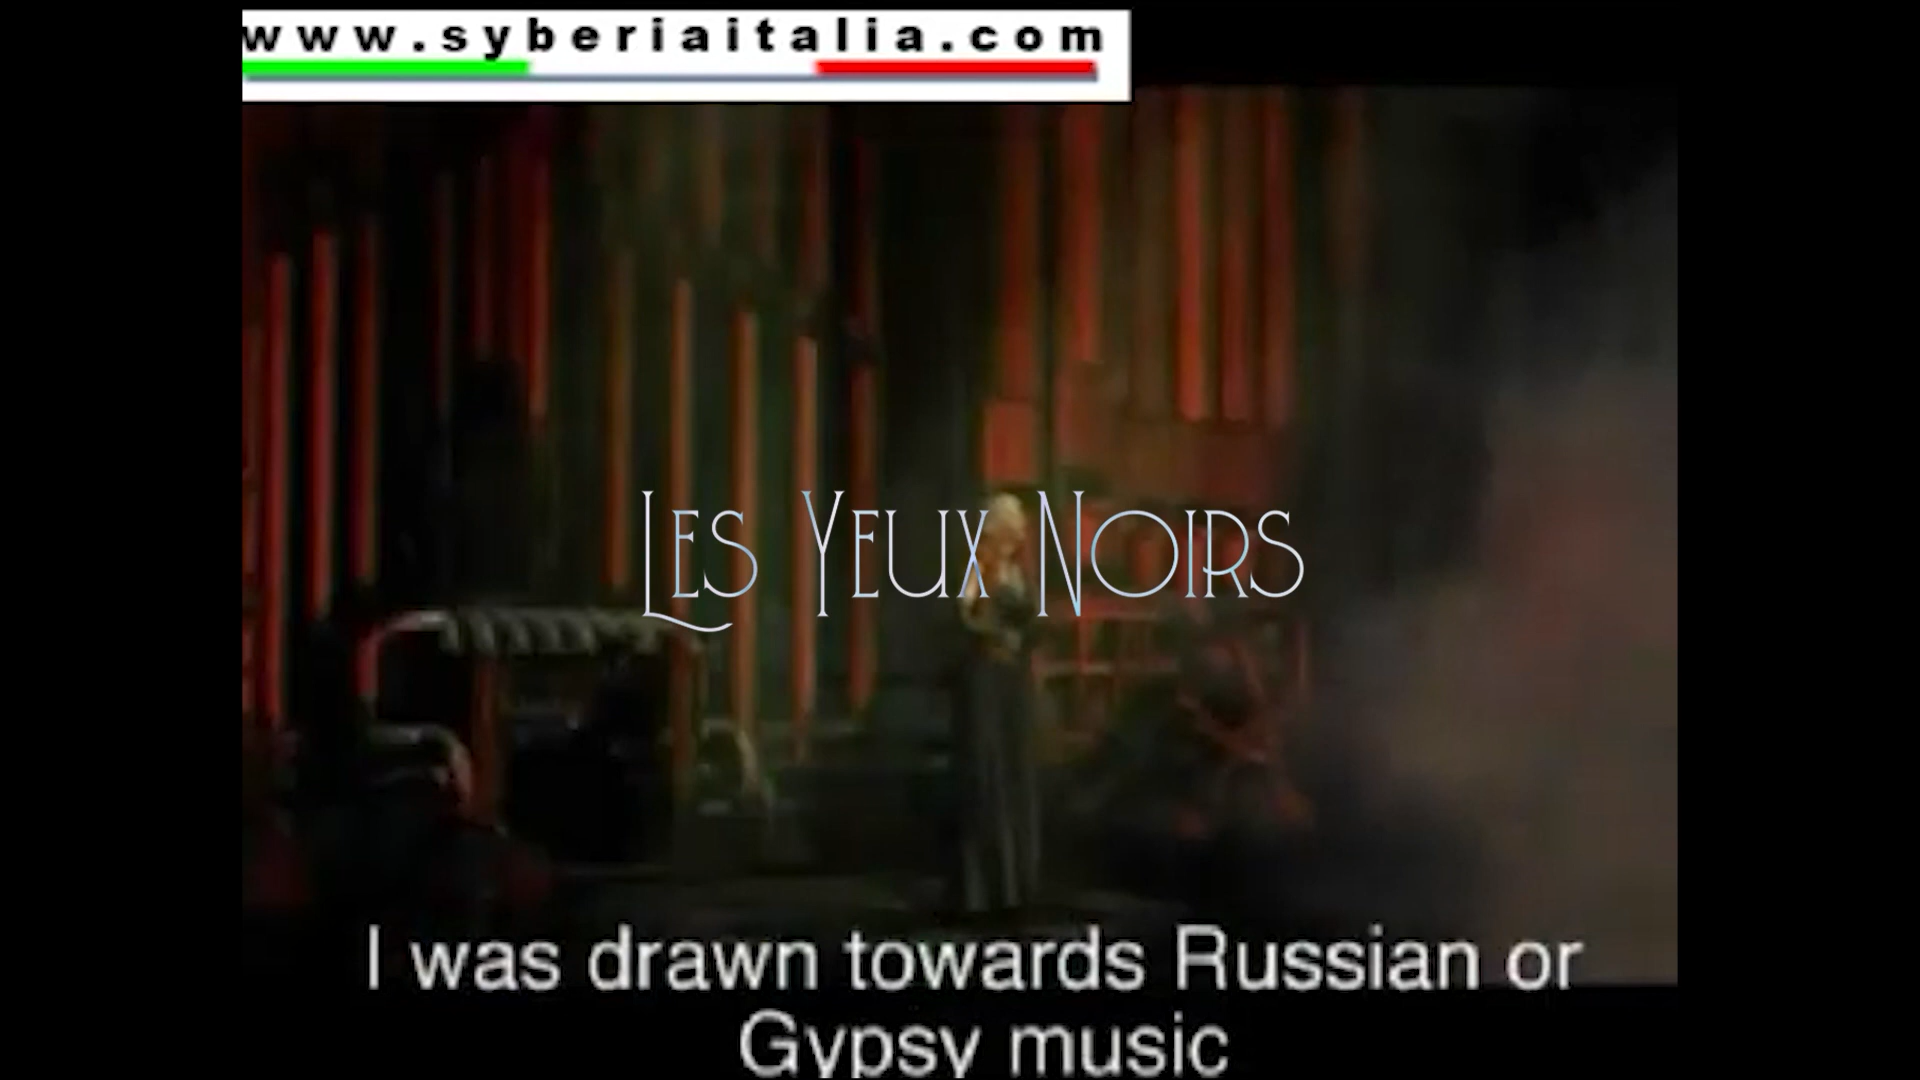 www.syberiaitalia.com
Les Yeux Noirs
I was drawn towards Russian or
Gypsy music